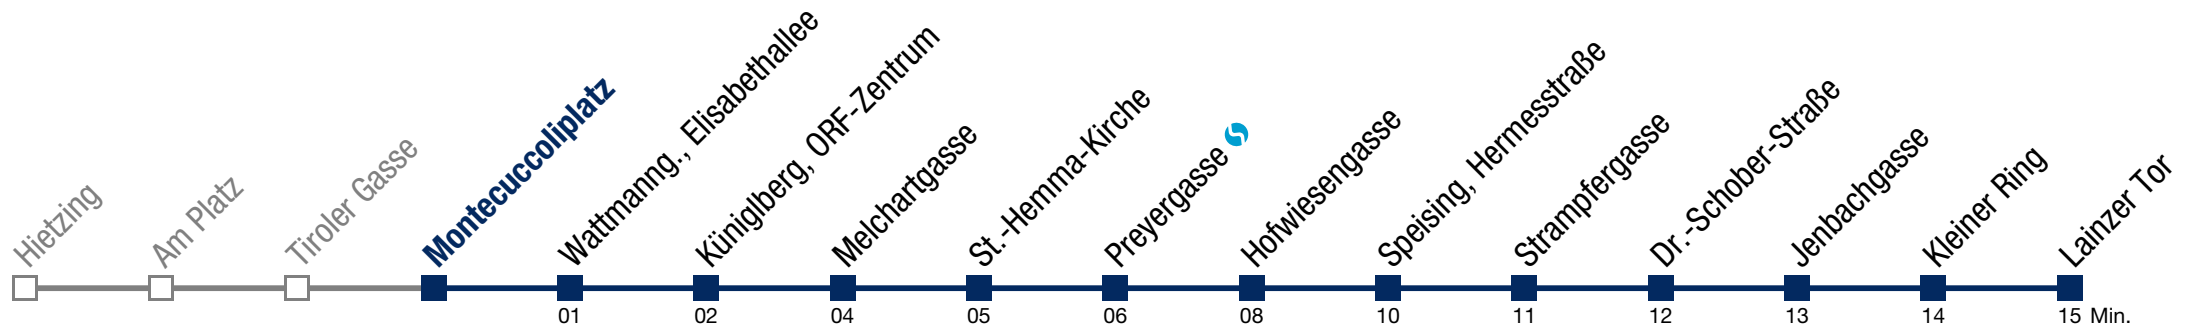 Hietzing
Am Platz
Tiroler Gasse
Montecuccoliplatz
Wattmanng., Elisabethallee
Küniglberg, ORF-Zentrum
Melchartgasse
St.-Hemma-Kirche
Preyergasse
Hofwiesengasse
Speising, Hermesstraße
Strampfergasse
Dr.-Schober-Straße
Jenbachgasse
Kleiner Ring
Lainzer Tor
01 02 04 05 06 08 10 11 12 13 14 15 Min.